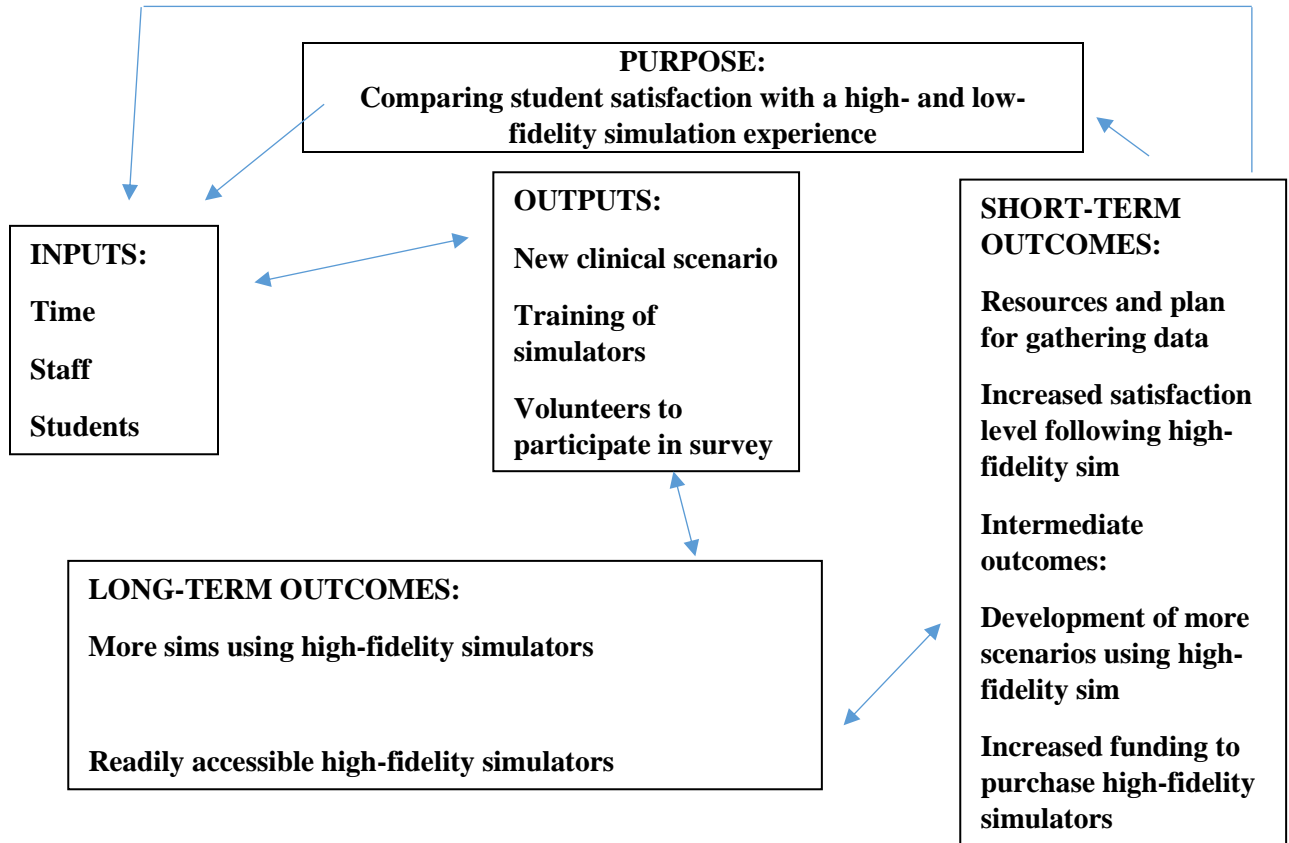 PURPOSE:
Comparing student satisfaction with a high- and low-
fidelity simulation experience
INPUTS:
Time
Staff
Students
OUTPUTS:
New clinical scenario
Training of
simulators
Volunteers to
participate in survey
SHORT-TERM
OUTCOMES:
Resources and plan
for gathering data
Increased satisfaction
level following high-
fidelity sim
Intermediate
outcomes:
Development of more
scenarios using high-
fidelity sim
Increased funding to
purchase high-fidelity
simulators
LONG-TERM OUTCOMES:
More sims using high-fidelity simulators
Readily accessible high-fidelity simulators